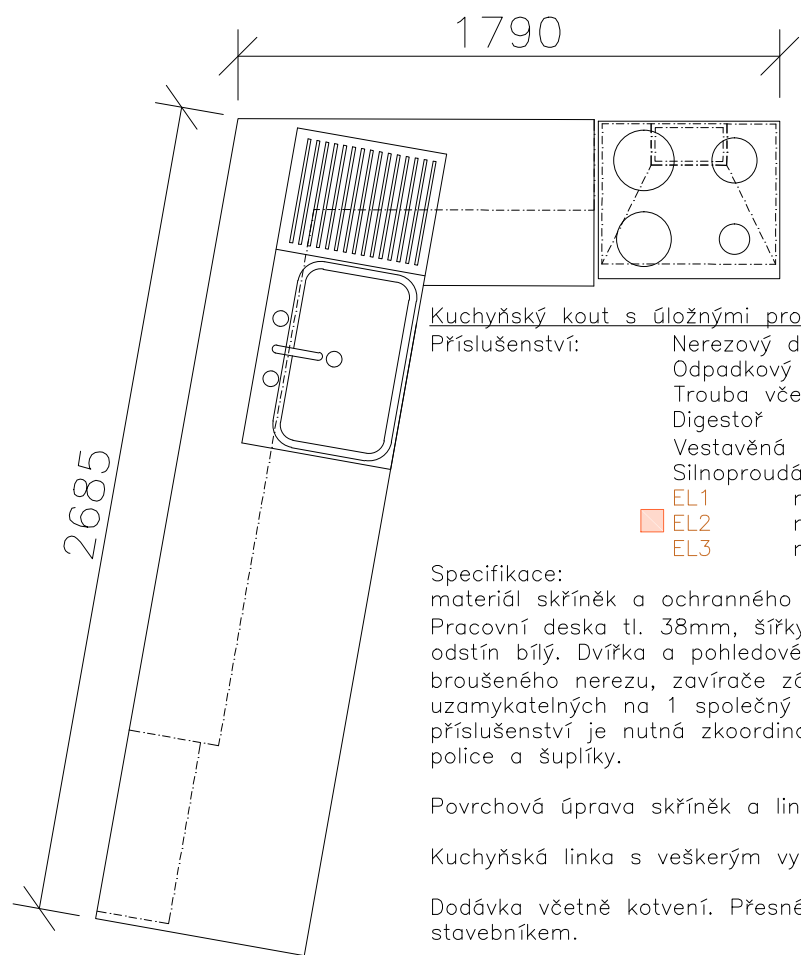 1790
2685
Kuchyňský kout s úložnými pro
Příslušenství: Nerezový d
Odpadkový
Trouba vče
Digestoř
Vestavěná
Silnoproudá
EL1 r
EL2 r
EL3 r
Specifikace:
materiál skříněk a ochranného
Pracovní deska tl. 38mm, šířky
odstín bílý. Dvířka a pohledové
broušeného nerezu, zavírače zá
uzamykatelných na 1 společný
příslušenství je nutná zkoordino
police a šuplíky.
Povrchová úprava skříněk a lin
Kuchyňská linka s veškerým vy
Dodávka včetně kotvení. Přesné
stavebníkem.